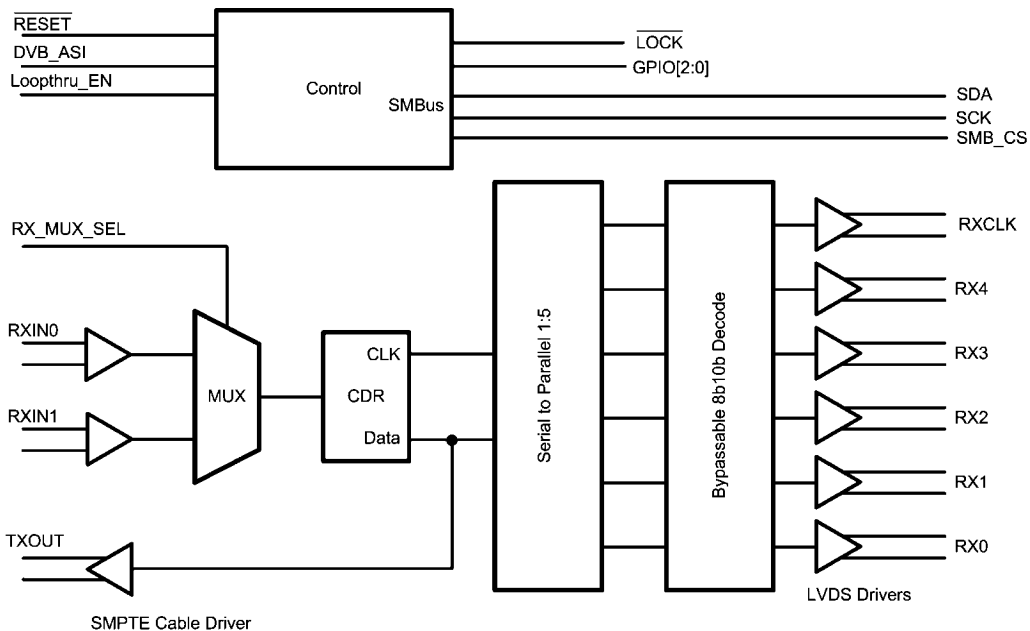 RESET
DVB_ASI
Loopthru_EN
Control
SMBus
LOCK
GPIO[2:0]
SDA
SCK
SMB_CS
RX_MUX_SEL
RXIN0
RXIN1
MUX
CLK
CDR
Data
Serial to Parallel 1:5
Bypassable 8b10b Decode
RXCLK
RX4
RX3
RX2
RX1
RX0
TXOUT
SMPTE Cable Driver
LVDS Drivers